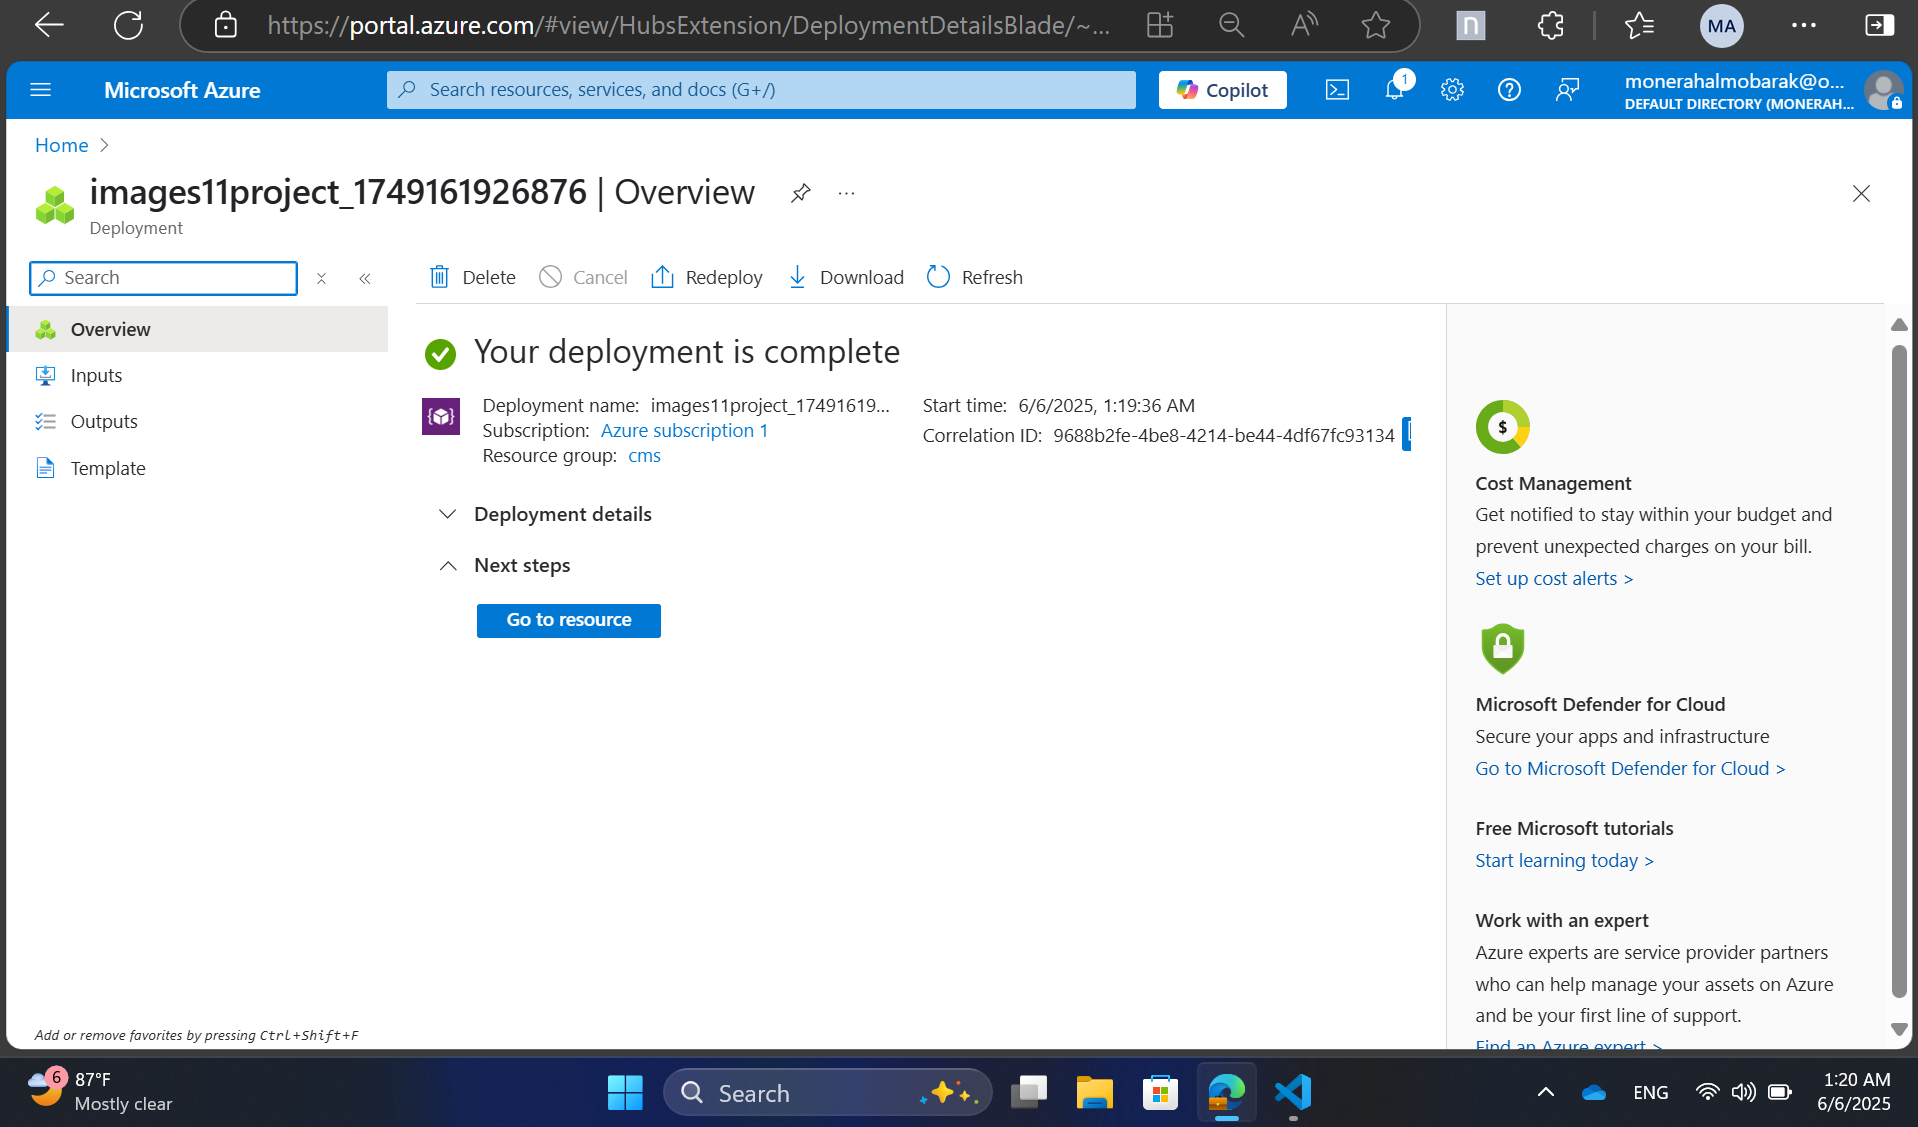 https://portal.azure.com/#view/HubsExtension/DeploymentDetailsBlade/~...
n
MA
Microsoft Azure
Search resources, services, and docs (G+/)
Copilot
1
monerahalmobarak@o...
DEFAULT DIRECTORY (MONERAH...
Home
images11project_1749161926876 | Overview
Deployment
Search
Delete
Cancel
Redeploy
Download
Refresh
Overview
Inputs
Outputs
Template
Your deployment is complete
Deployment name: images11project_17491619...
Subscription: Azure subscription 1
Resource group: cms
Start time: 6/6/2025, 1:19:36 AM
Correlation ID: 9688b2fe-4be8-4214-be44-4df67fc93134
Deployment details
Next steps
Go to resource
$
Cost Management
Get notified to stay within your budget and
prevent unexpected charges on your bill.
Set up cost alerts >
Microsoft Defender for Cloud
Secure your apps and infrastructure
Go to Microsoft Defender for Cloud >
Free Microsoft tutorials
Start learning today >
Work with an expert
Azure experts are service provider partners
who can help manage your assets on Azure
and be your first line of support.
Find an Azure expert >
Add or remove favorites by pressing Ctrl+Shift+F
6
87°F
Mostly clear
Search
ENG
1:20 AM
6/6/2025